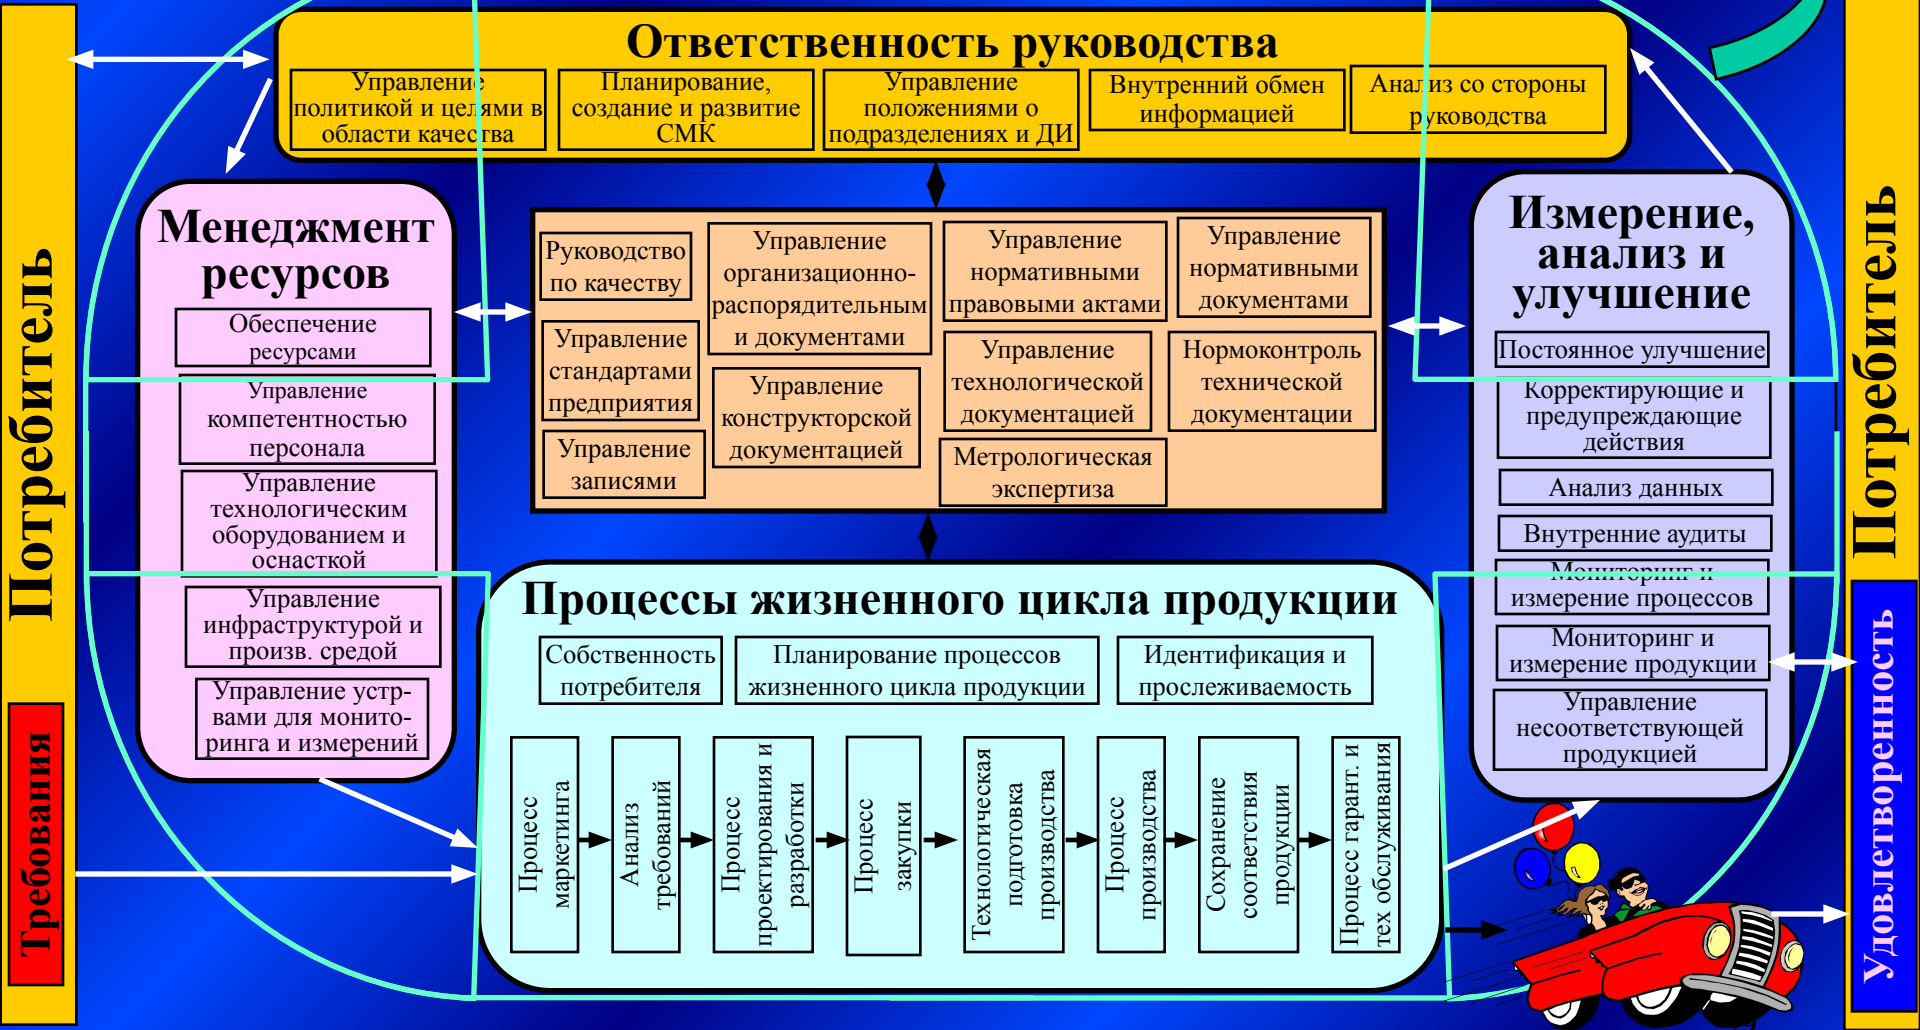 Потребитель
Требования
Ответственность руководства
Управление
политикой и целями в
области качества
Планирование,
создание и развитие
СМК
Управление
положениями о
подразделениях и ДИ
Внутренний обмен
информацией
Анализ со стороны
руководства
Менеджмент
ресурсов
Обеспечение
ресурсами
Управление
компетентностью
персонала
Управление
технологическим
оборудованием и
оснасткой
Управление
инфраструктурой и
произв. средой
Управление устр-
вами для монито-
ринга и измерений
Руководство
по качеству
Управление
стандартами
предприятия
Управление
записями
Управление
организационно-
распорядительным
и документами
Управление
конструкторской
документацией
Управление
нормативными
правовыми актами
Управление
технологической
документацией
Метрологическая
экспертиза
Управление
нормативными
документами
Нормоконтроль
технической
документации
Процессы жизненного цикла продукции
Собственность
потребителя
Планирование процессов
жизненного цикла продукции
Идентификация и
прослеживаемость
Процесс
маркетинга
Анализ
требований
Процесс
проектирования и
разработки
Процесс
закупки
Технологическая
подготовка
производства
Процесс
производства
Сохранение
соответствия
продукции
Процесс гарант. и
тех обслуживания
Измерение,
анализ и
улучшение
Постоянное улучшение
Корректирующие и
предупреждающие
действия
Анализ данных
Внутренние аудиты
Мониторинг и
измерение процессов
Мониторинг и
измерение продукции
Управление
несоответствующей
продукцией
Потребитель
Удовлетворенность